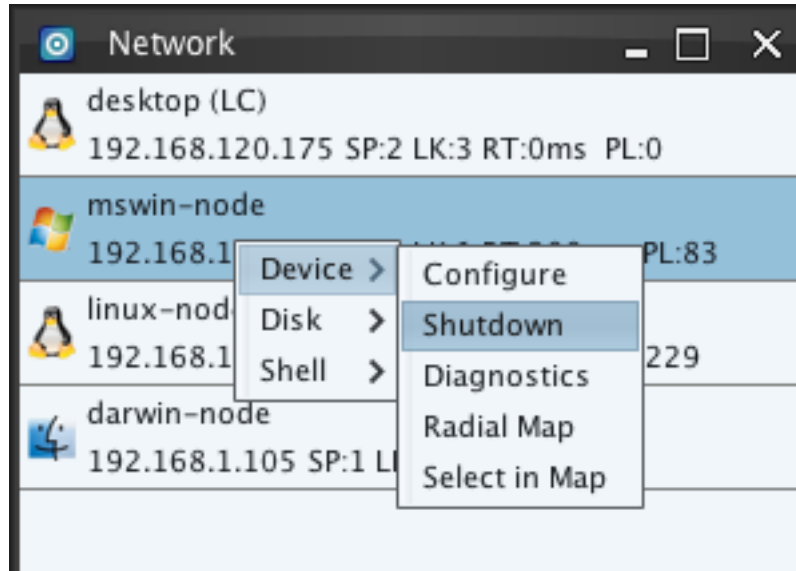 Network
desktop (LC)
192.168.120.175 SP:2 LK:3 RT:0ms PL:0
mswin-node
192.168.1 PL:83
linux-nod
192.168.1 229
darwin-node
192.168.1.105 SP:1
Device
Disk
Shell
Configure
Shutdown
Diagnostics
Radial Map
Select in Map